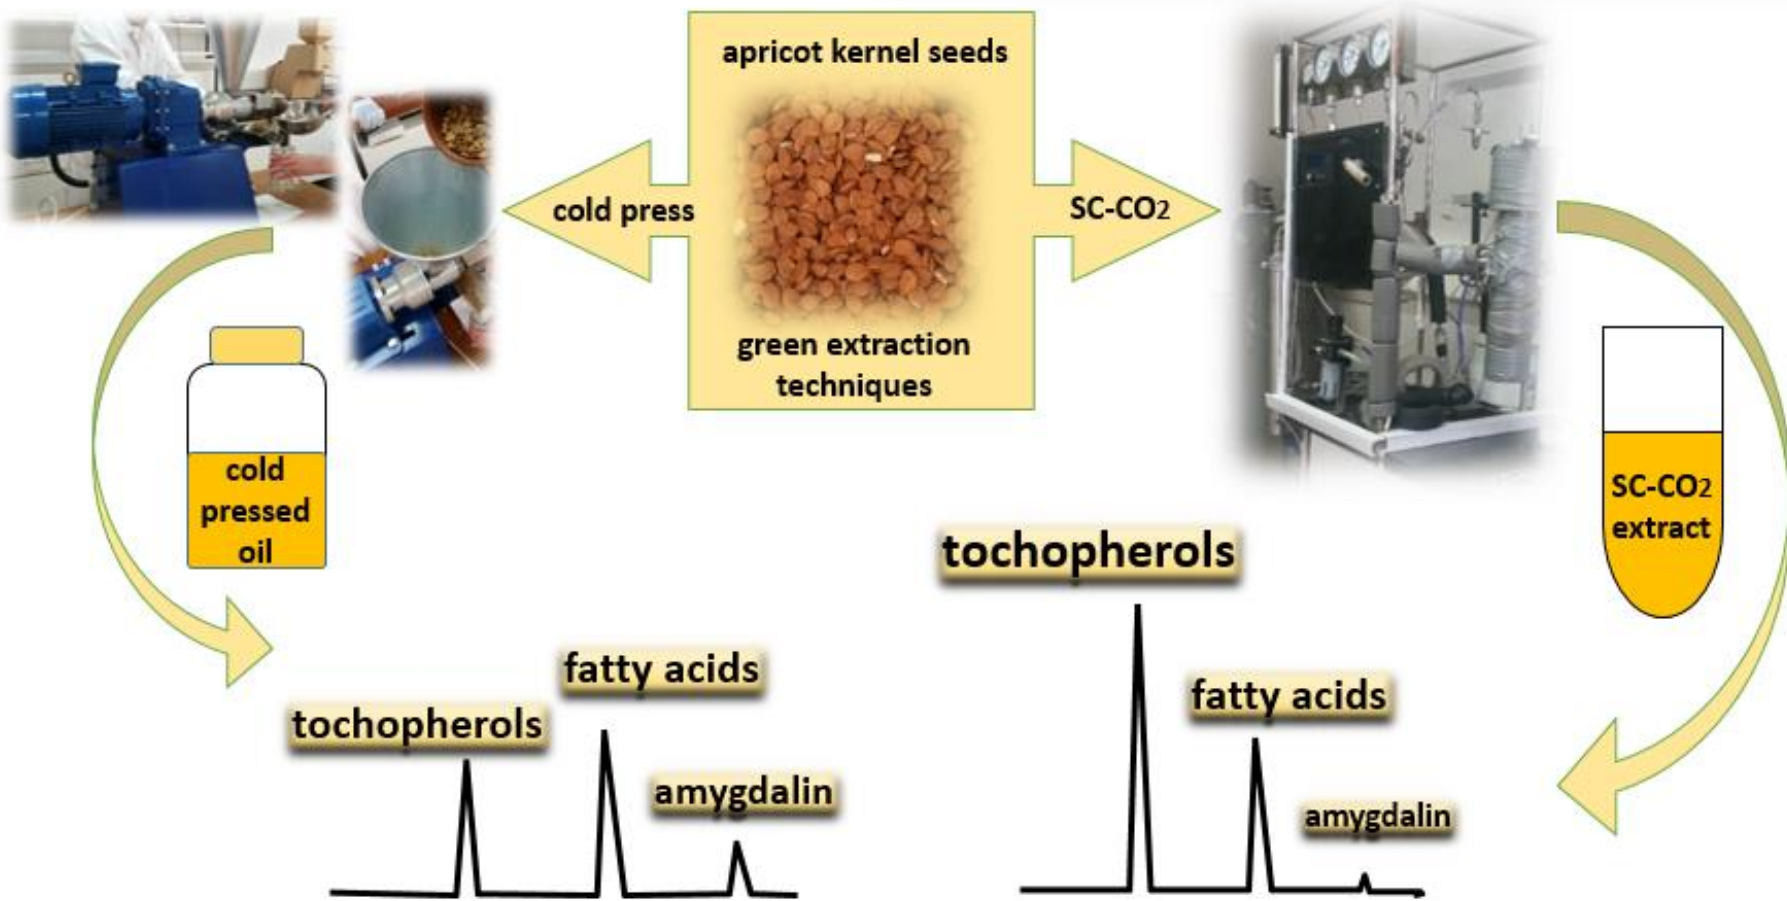 apricot kernel seeds
cold press
SC-CO2
green extraction
techniques
cold
pressed
oil
SC-CO2
extract
tochopherols
fatty acids
amygdalin
tochopherols
fatty acids
amygdalin